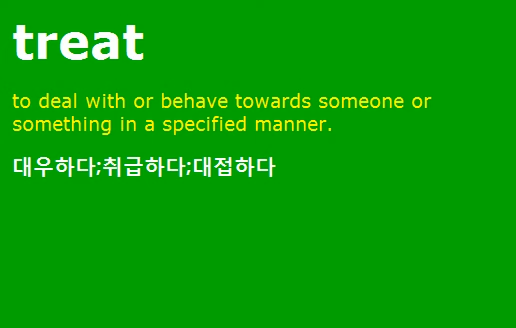 treat
to deal with or behave towards someone or
something in a specified manner.
대우하다;취급하다;대접하다